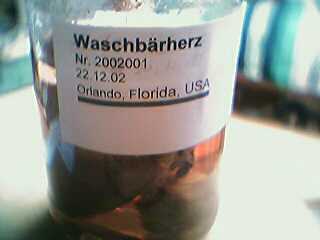 Waschbärherz
Nr. 2002001
22.12.02
Orlando, Florida, USA